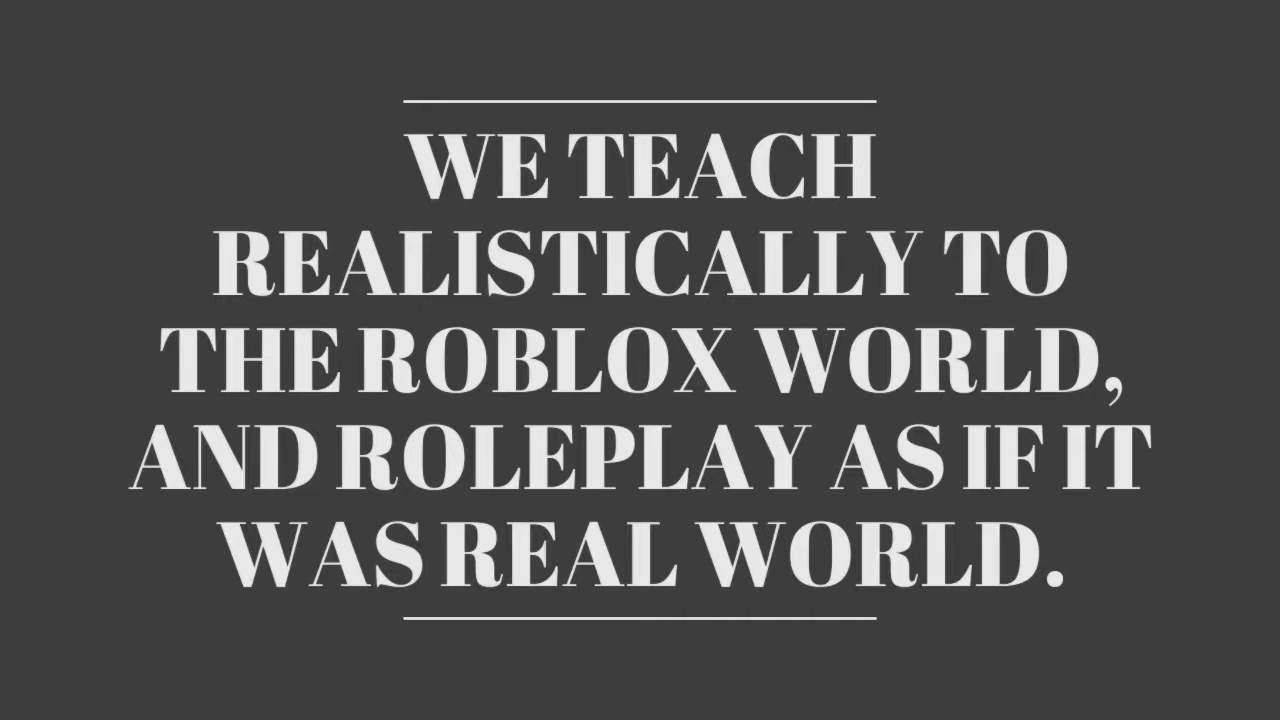 WE TEACH
REALISTICALLY TO
THE ROBLOX WORLD,
AND ROLEPLAY AS IF IT
WAS REAL WORLD.